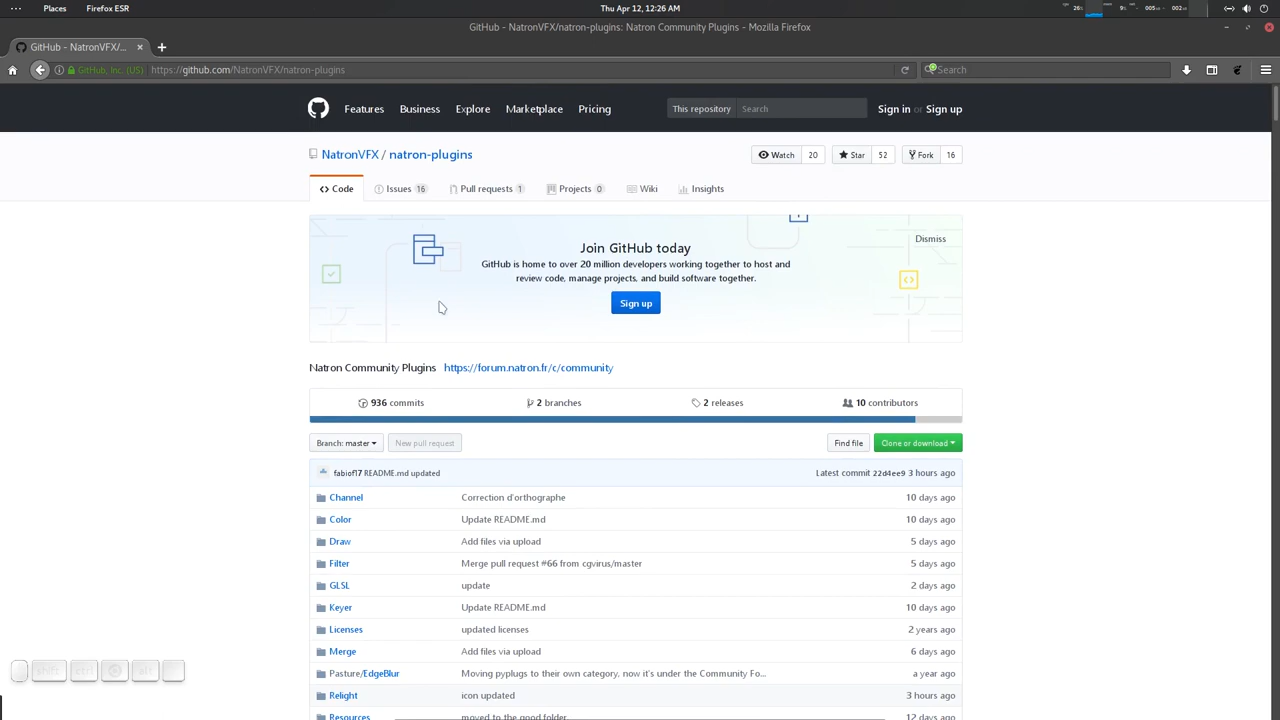 Places Firefox ESR Thu Apr 12, 12:26 AM
GitHub - NatronVFX/natron-plugins: Natron Community Plugins - Mozilla Firefox
GitHub - NatronVFX/...
GitHub, Inc. (US) https://github.com/NatronVFX/natron-plugins Search
Features Business Explore Marketplace Pricing This repository Search Sign in or Sign up
NatronVFX / natron-plugins Watch 20 Star 52 Fork 16
Code Issues 16 Pull requests 1 Projects 0 Wiki Insights
Dismiss
Join GitHub today
GitHub is home to over 20 million developers working together to host and
review code, manage projects, and build software together.
Sign up
Natron Community Plugins https://forum.natron.fr/c/community
936 commits 2 branches 2 releases 10 contributors
Branch: master New pull request Find file Clone or download
fabiof17 README.md updated Latest commit 22d4ee9 3 hours ago
Channel Correction d'orthographe 10 days ago
Color Update README.md 10 days ago
Draw Add files via upload 5 days ago
Filter Merge pull request #66 from cgvirus/master 5 days ago
GLSL update 2 days ago
Keyer Update README.md 10 days ago
Licenses updated licenses 2 years ago
Merge Add files via upload 6 days ago
Pasture/EdgeBlur Moving pyplugs to their own category, now it's under the Community Fo... a year ago
Relight icon updated 3 hours ago
Resources moved to the good folder. 12 days ago